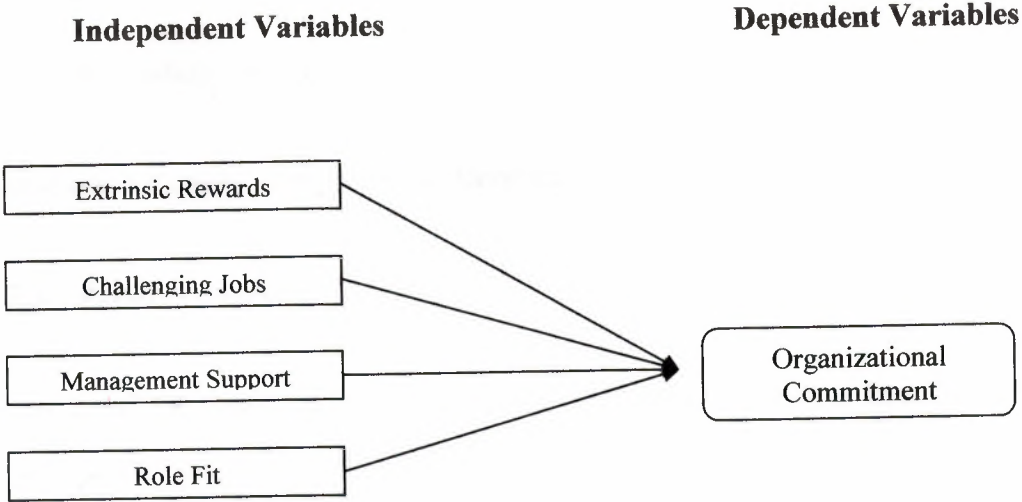 Independent Variables
Dependent Variables
Extrinsic Rewards
Challenging Jobs
Management Support
Role Fit
Organizational
Commitment